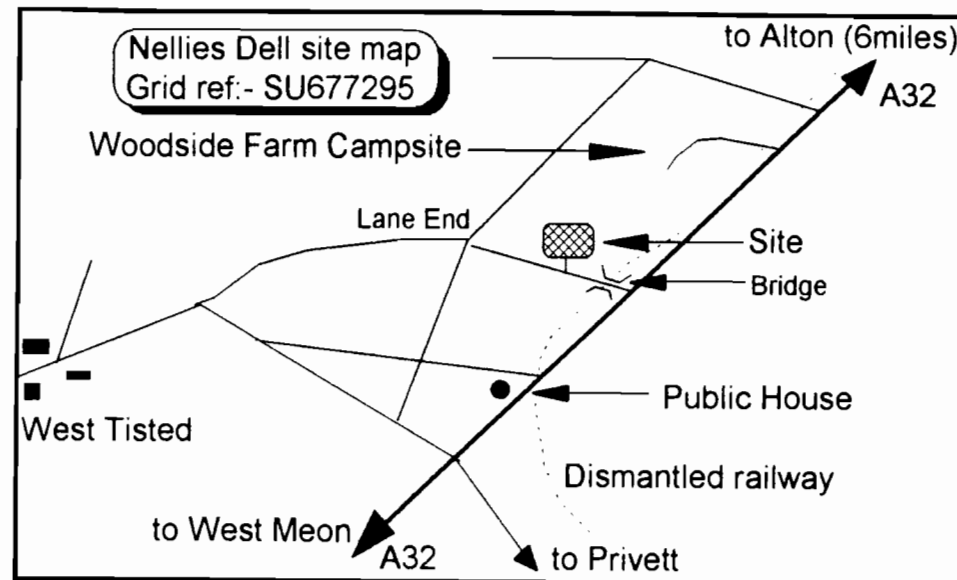 Nellies Dell site map
Grid ref:- SU677295
to Alton (6miles)
A32
Woodside Farm Campsite
Lane End
Site
Bridge
Public House
West Tisted
Dismantled railway
to West Meon
A32
to Privett